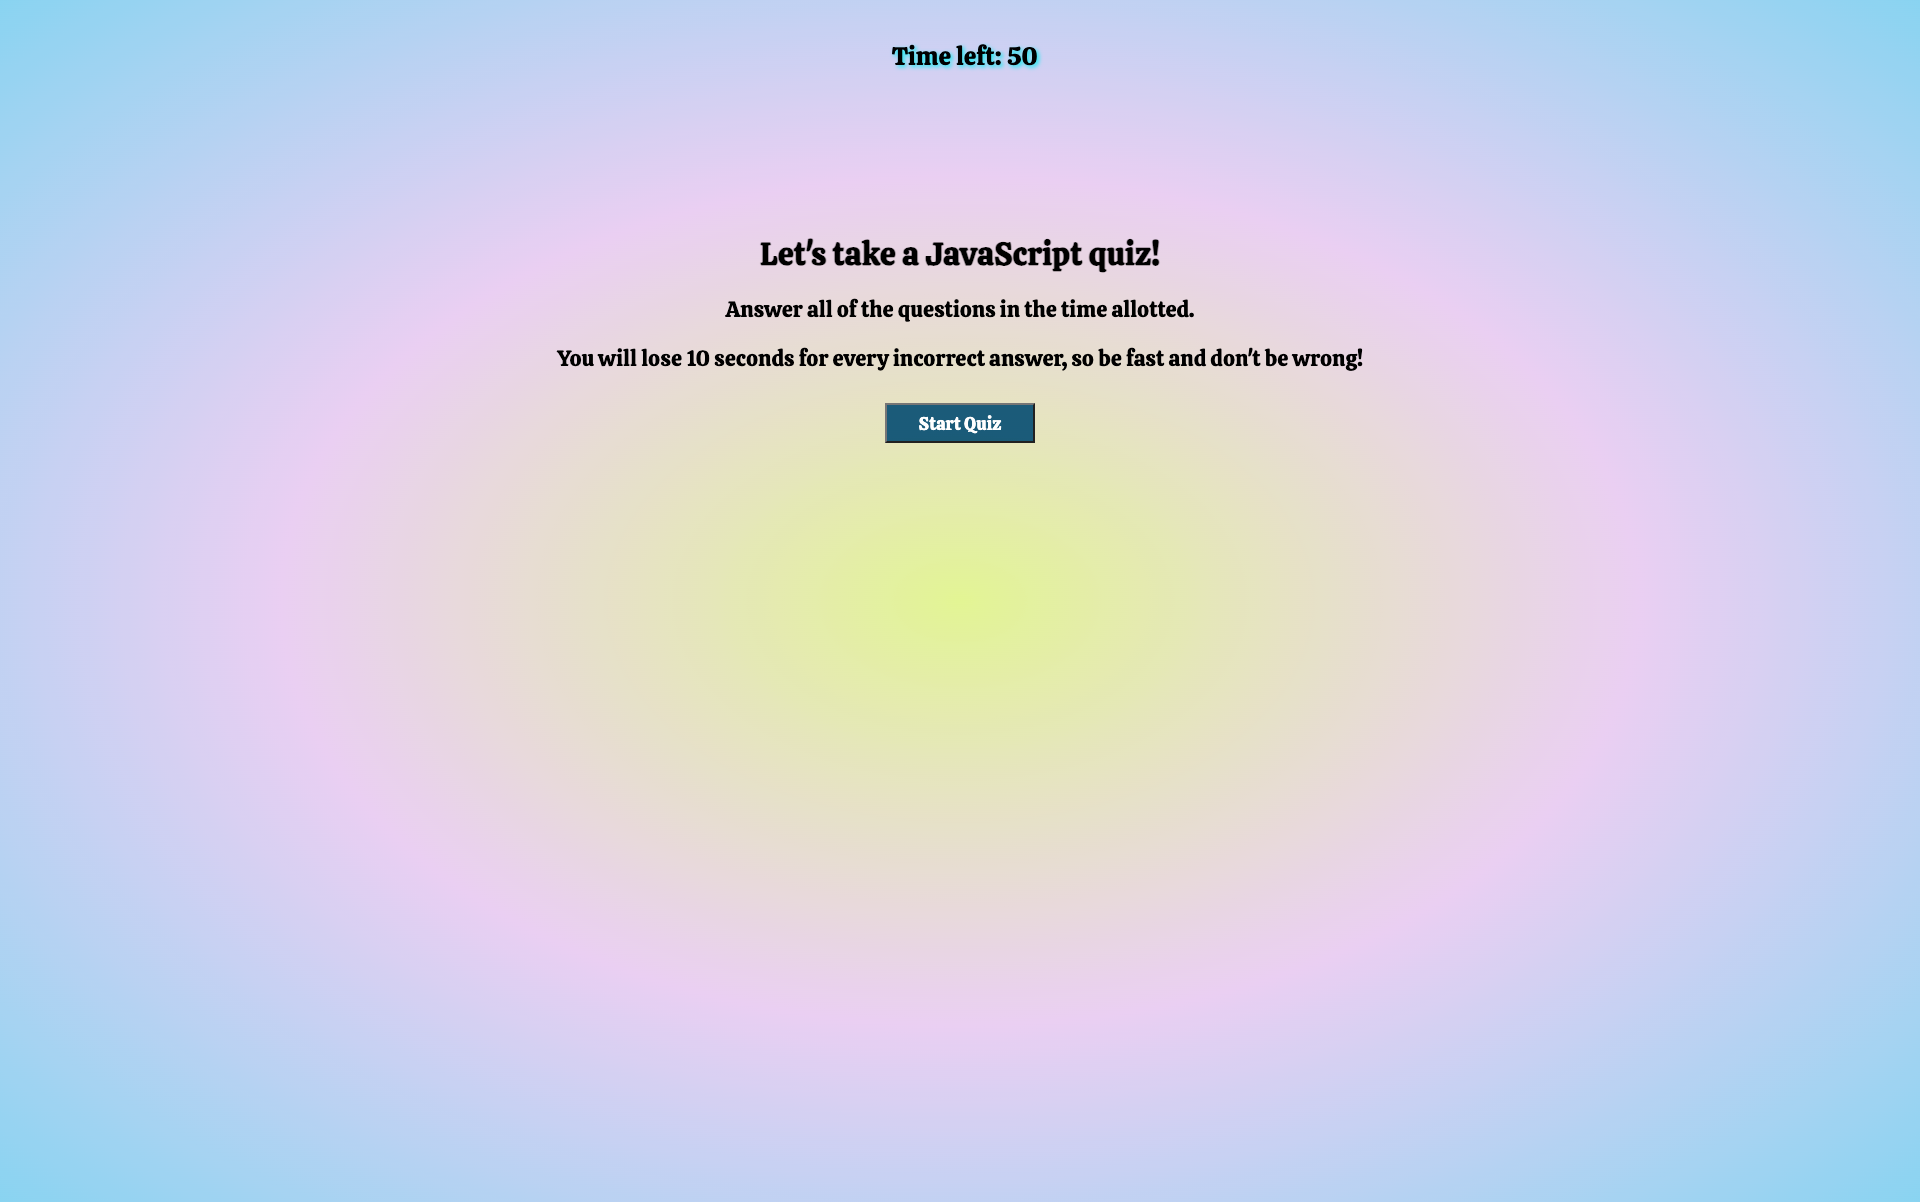 Time left: 50
Let's take a JavaScript quiz!
Answer all of the questions in the time allotted.
You will lose 10 seconds for every incorrect answer, so be fast and don't be wrong!
Start Quiz